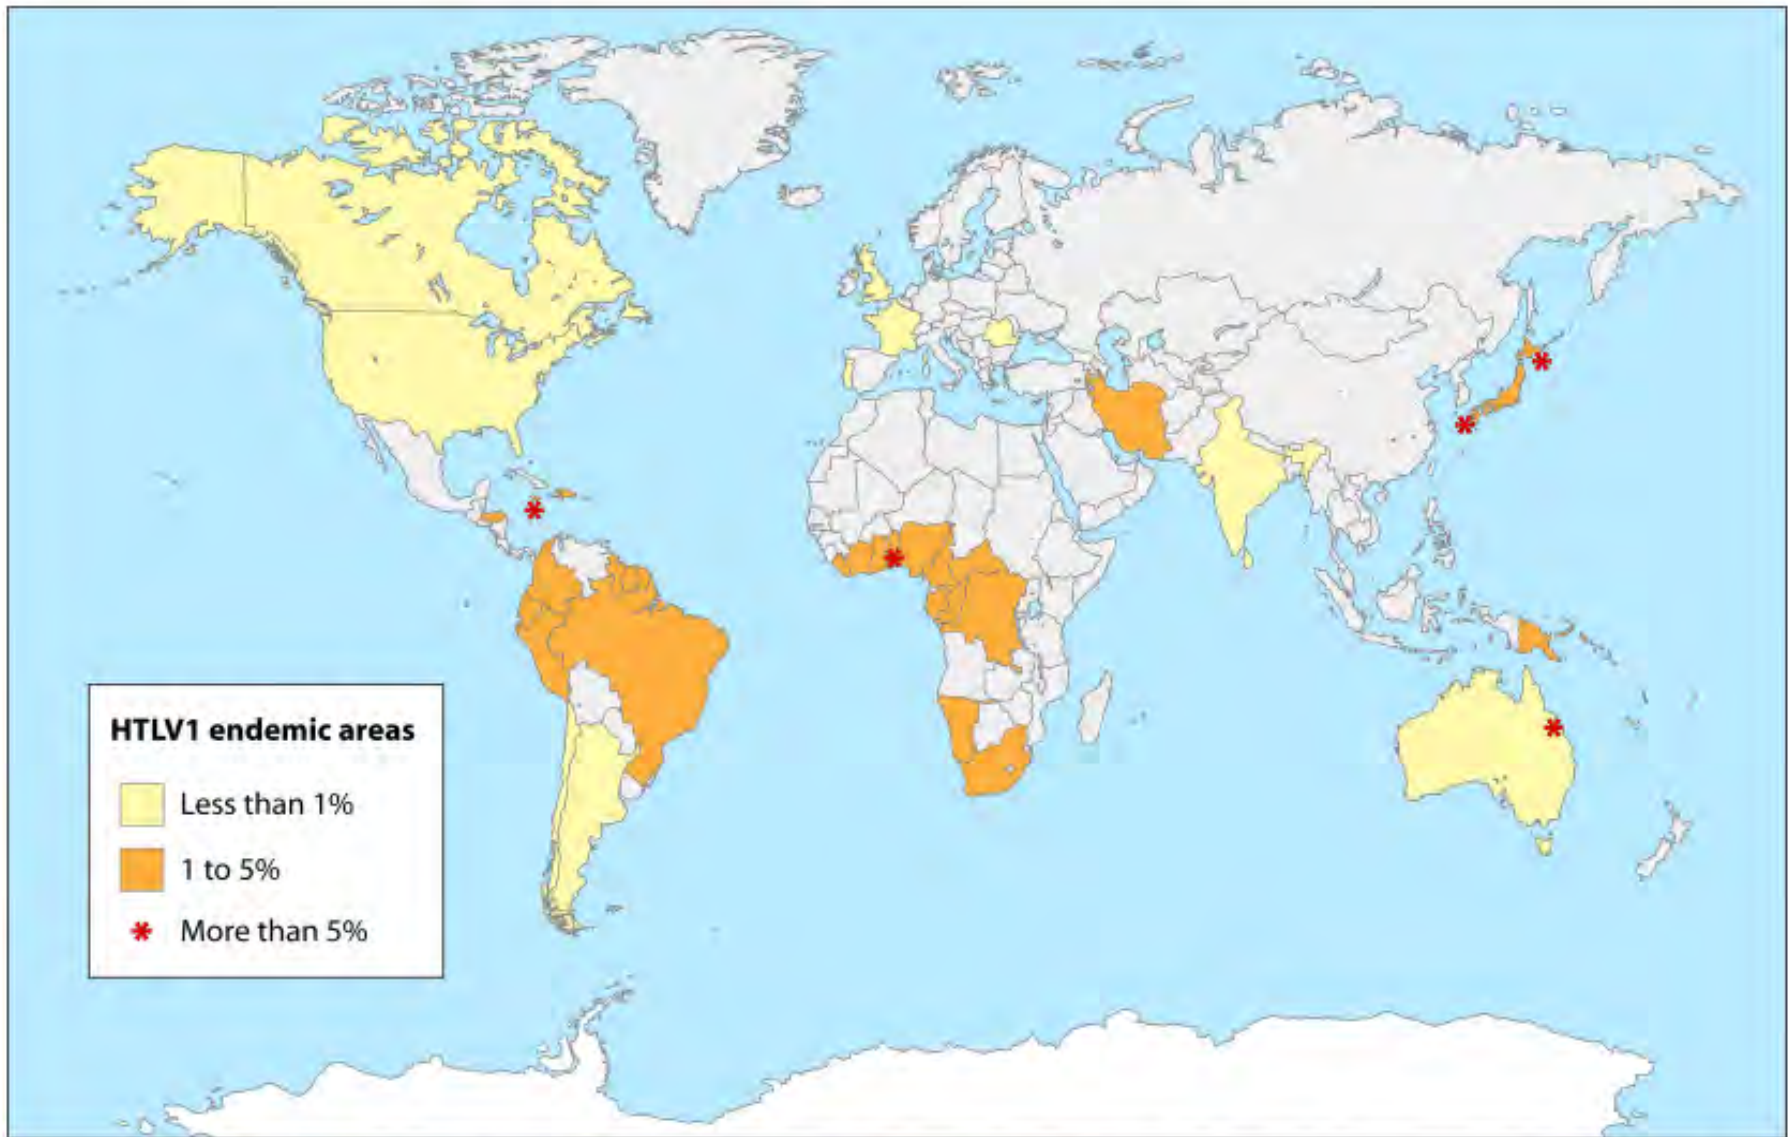 HTLV1 endemic areas
Less than 1%
1 to 5%
More than 5%